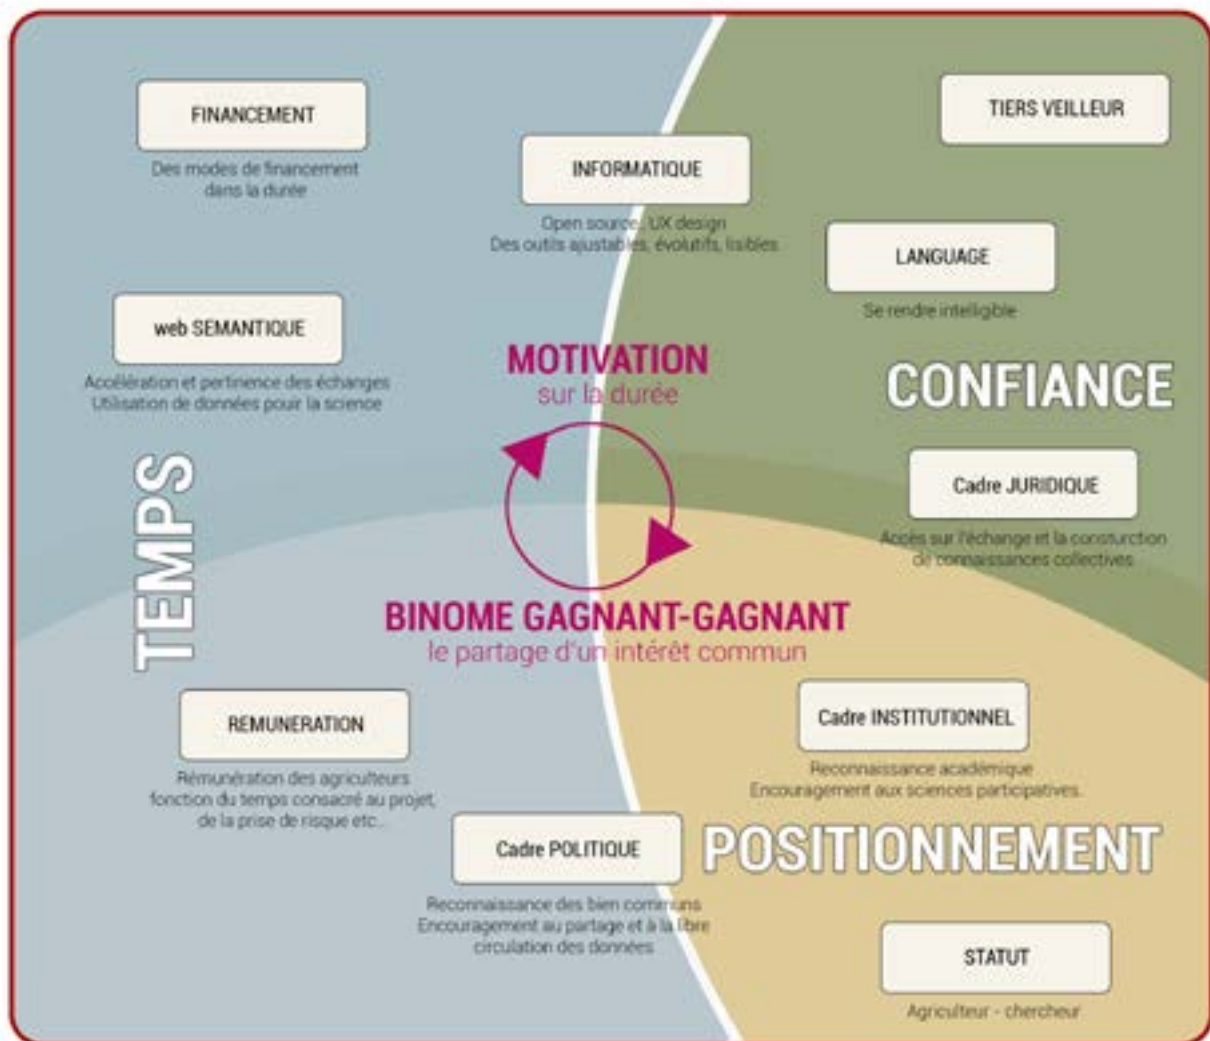 FINANCEMENT
Des modes de financement
dans la durée
INFORMATIQUE
Open source, UX design
Des outils ajustables, évolutifs, lisibles
TIERS VEILLEUR
LANGUAGE
Se rendre intelligible
web SEMANTIQUE
Accélération et pertinence des échanges
Utilisation de données pouir la science
MOTIVATION
sur la durée
CONFIANCE
Cadre JURIDIQUE
Accès sur l'échange et la consturction
de connaissances collectives
TEMPS
BINOME GAGNANT-GAGNANT
le partage d'un intérêt commun
REMUNERATION
Rémunération des agriculteurs
fonction du temps consacré au projet,
de la prise de risque etc...
Cadre INSTITUTIONNEL
Reconnaissance académique
Encouragement aux sciences participatives.
Cadre POLITIQUE
Reconnaissance des bien communs
Encouragement au partage et à la libre
circulation des données
POSITIONNEMENT
STATUT
Agriculteur - chercheur